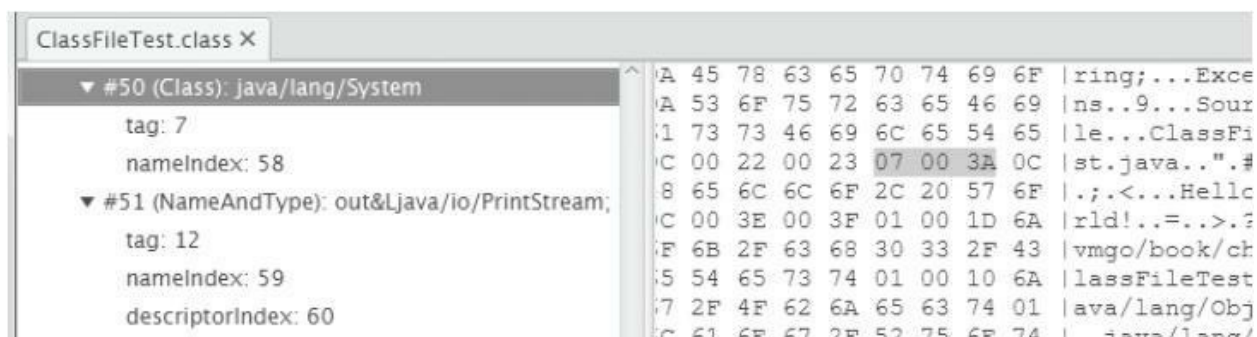 ClassFileTest.class ×
▼ #50 (Class): java/lang/System
tag: 7
nameIndex: 58
▼ #51 (NameAndType): out&Ljava/io/PrintStream;
tag: 12
nameIndex: 59
descriptorIndex: 60
45 78 63 65 70 74 69 6F |ring;...Exce
53 6F 75 72 63 65 46 69 |ns..9...Sour
73 73 46 69 6C 65 54 65 |le...ClassFi
00 22 00 23 07 00 3A 0C |st.java..".#
65 6C 6C 6F 2C 20 57 6F |.;.<...Hello
00 3E 00 3F 01 00 1D 6A |rld!..=..>.?
6B 2F 63 68 30 33 2F 43 |vmgo/book/ch
54 65 73 74 01 00 10 6A |lassFileTest
2F 4F 62 6A 65 63 74 01 |ava/lang/Obj